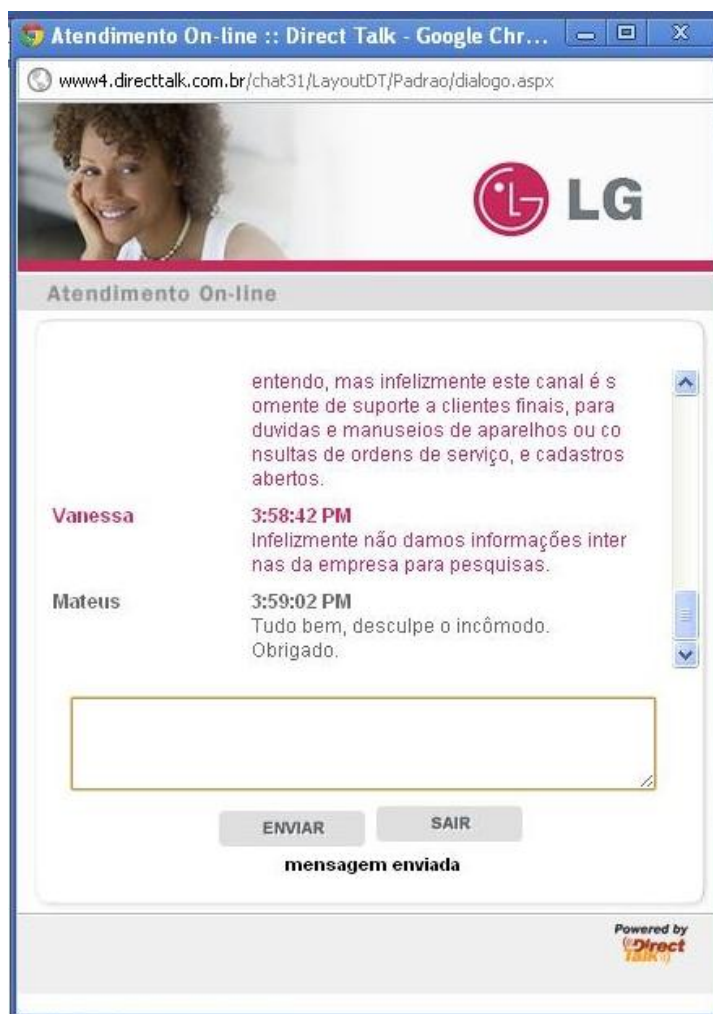 Atendimento On-line :: Direct Talk - Google Chr...
www4.directtalk.com.br/chat31/LayoutDT/Padrao/dialogo.aspx
LG
Atendimento On-line
entendo, mas infelizmente este canal é s
omente de suporte a clientes finais, para
duvidas e manuseios de aparelhos ou co
nsultas de ordens de serviço, e cadastros
abertos.
Vanessa 3:58:42 PM
Infelizmente não damos informações inter
nas da empresa para pesquisas.
Mateus 3:59:02 PM
Tudo bem, desculpe o incômodo.
Obrigado.
ENVIAR SAIR
mensagem enviada
Powered by
Direct
Talk